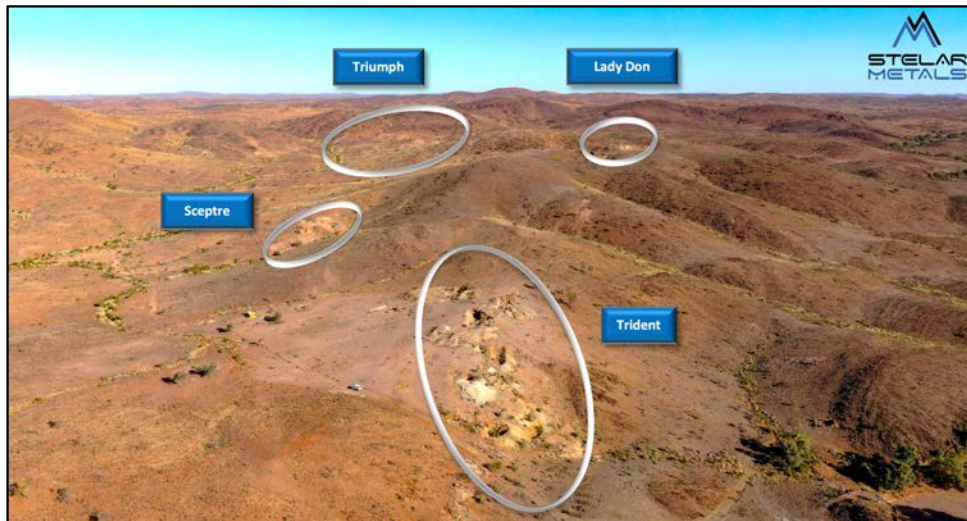 Triumph
Lady Don
STELAR
METALS
Sceptre
Trident